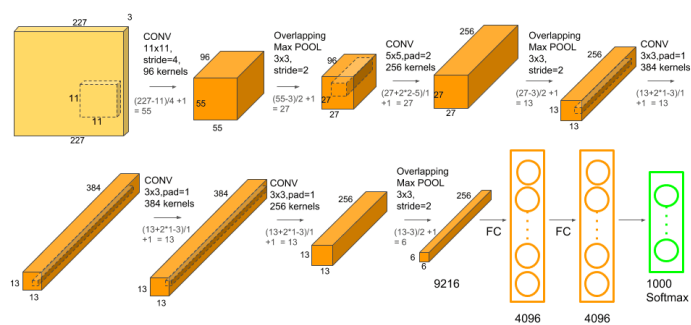 227
3
11
11
227
CONV
11x11,
stride=4,
96 kernels
(227-11)/4 +1
= 55
96
55
55
Overlapping
Max POOL
3x3,
stride=2
(55-3)/2 +1
= 27
96
27
27
CONV
5x5,pad=2
256 kernels
(27+2*2-5)/1
+1 = 27
256
27
27
Overlapping
Max POOL
3x3,
stride=2
(27-3)/2 +1
= 13
256
13
13
CONV
3x3,pad=1
384 kernels
(13+2*1-3)/1
+1 = 13
384
13
13
CONV
3x3,pad=1
384 kernels
(13+2*1-3)/1
+1 = 13
384
13
13
CONV
3x3,pad=1
256 kernels
(13+2*1-3)/1
+1 = 13
256
13
13
Overlapping
Max POOL
3x3,
stride=2
(13-3)/2 +1
= 6
256
6
6
9216
FC
4096
FC
4096
1000
Softmax